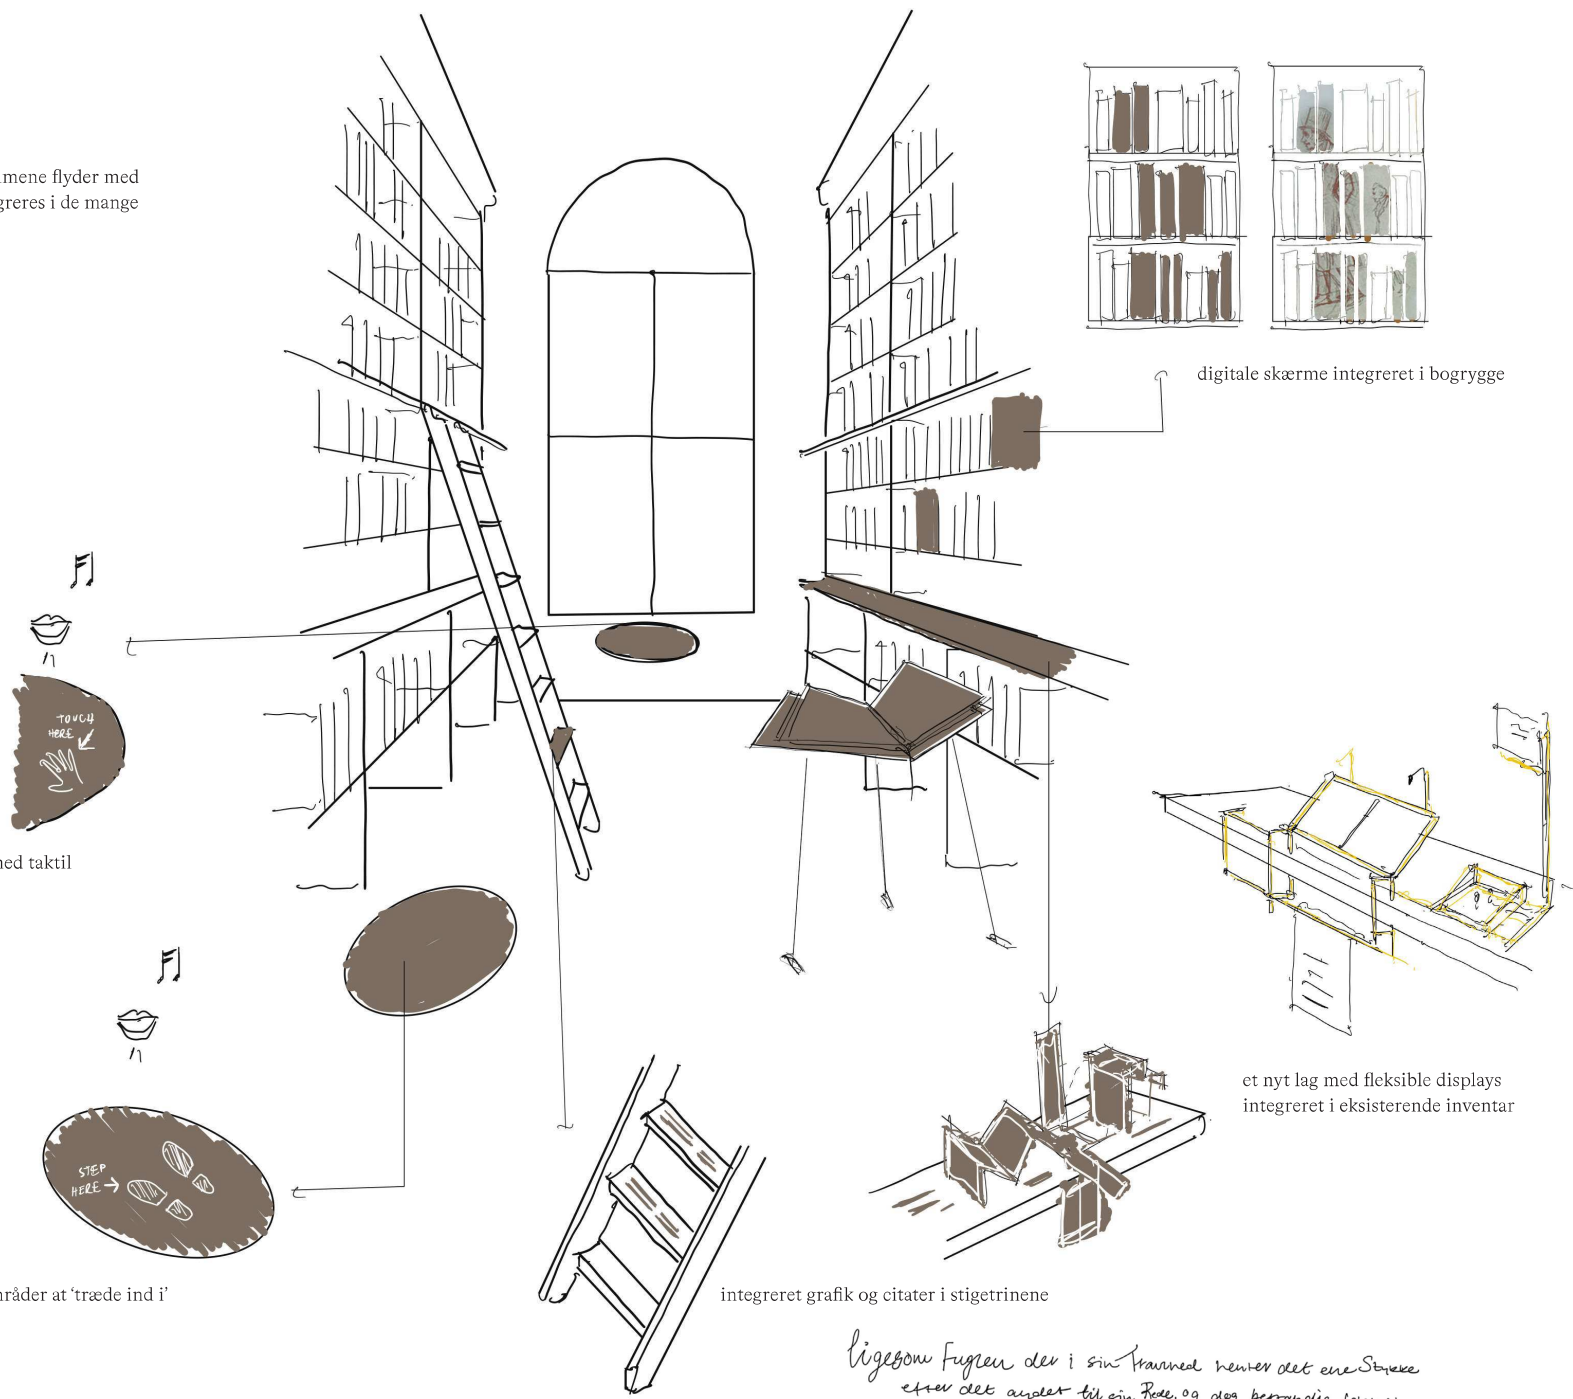 mmene flyder med
greres i de mange
digitale skærme integreret i bogrygge
TOUCH
HERE
ned taktil
et nyt lag med fleksible displays
integreret i eksisterende inventar
STEP
HERE →
råder at ‘træde ind i’
integreret grafik og citater i stigetrinene
ligesom Fuglen der i sin Travlhed henter det ene Stykke
efter det andet til sin Rede, og dog